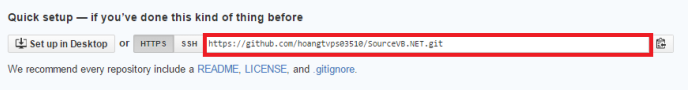 Quick setup — if you've done this kind of thing before
Set up in Desktop or HTTPS SSH https://github.com/hoangtvps03510/SourceVB.NET.git
We recommend every repository include a README, LICENSE, and .gitignore.